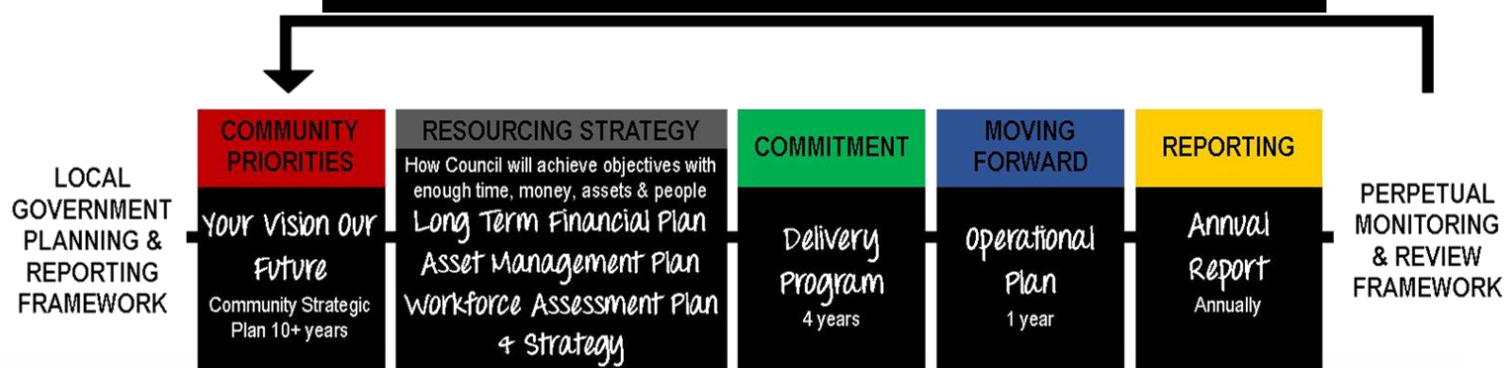 LOCAL
GOVERNMENT
PLANNING &
REPORTING
FRAMEWORK
COMMUNITY
PRIORITIES
Your Vision Our
Future
Community Strategic
Plan 10+ years
RESOURCING STRATEGY
How Council will achieve objectives with
enough time, money, assets & people
Long Term Financial Plan
Asset Management Plan
Workforce Assessment Plan
& Strategy
COMMITMENT
Delivery
Program
4 years
MOVING
FORWARD
Operational
Plan
1 year
REPORTING
Annual
Report
Annually
PERPETUAL
MONITORING
& REVIEW
FRAMEWORK